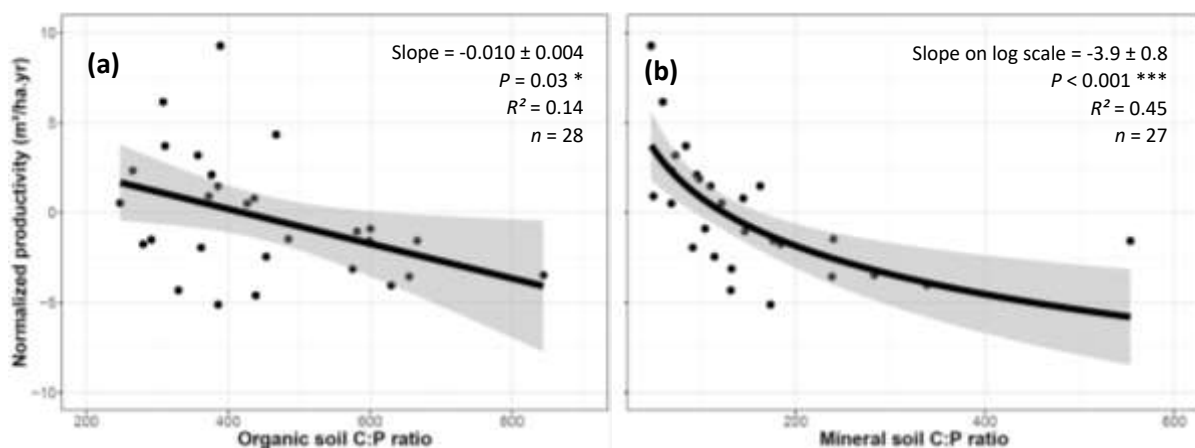 (a)
Slope = -0.010 ± 0.004
P = 0.03 *
R² = 0.14
n = 28
(b)
Slope on log scale = -3.9 ± 0.8
P < 0.001 ***
R² = 0.45
n = 27
Normalized productivity (m³/ha.yr)
10
5
0
−5
−10
200
400
600
800
200
400
600
Organic soil C:P ratio
Mineral soil C:P ratio